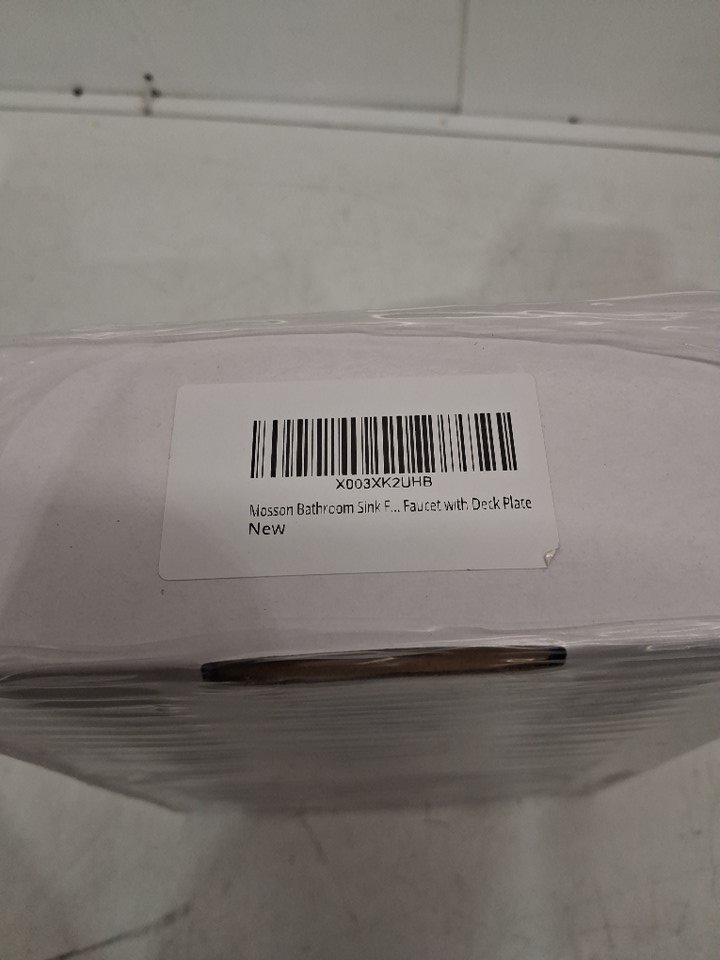 X003XK2UHB
Mosson Bathroom Sink F... Faucet with Deck Plate
New